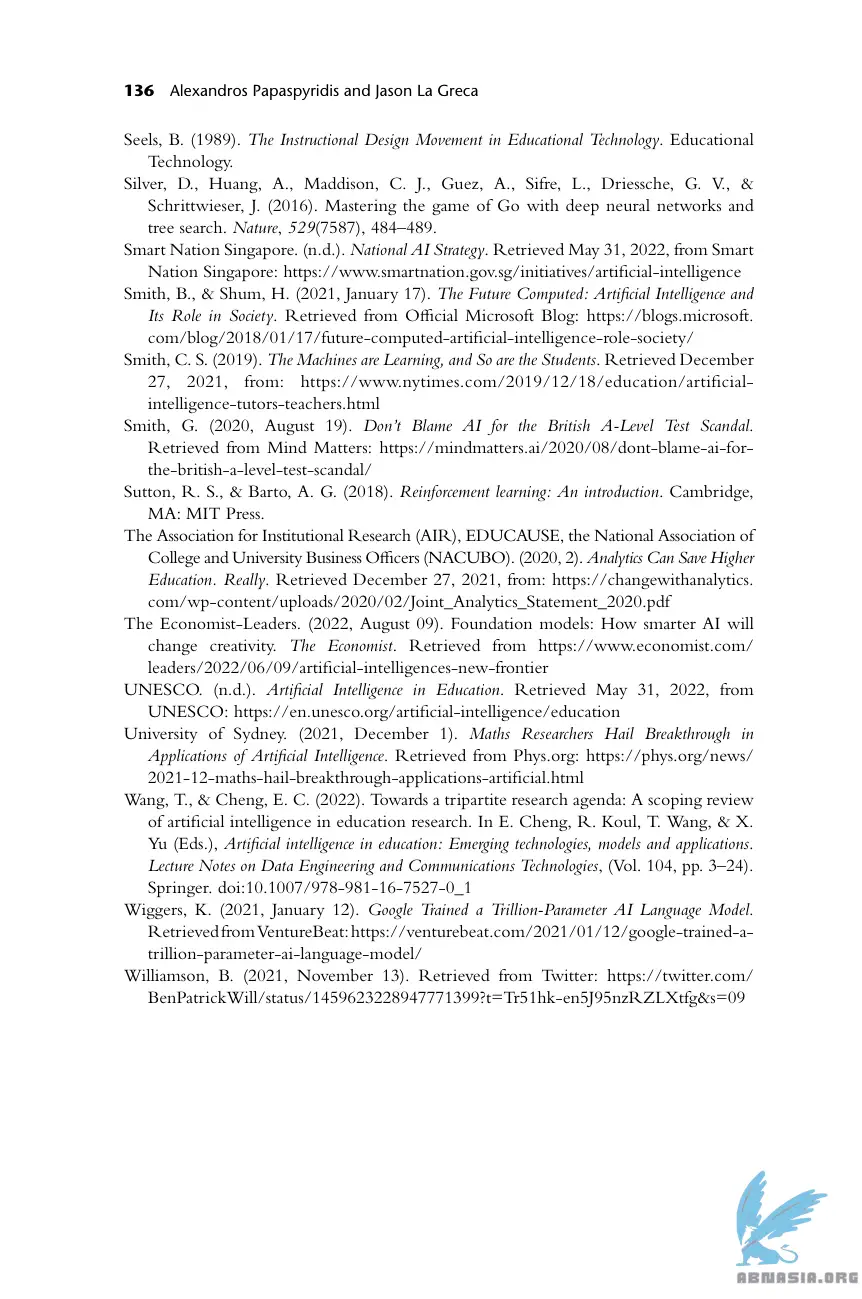 136 Alexandros Papaspyridis and Jason La Greca
Seels, B. (1989). The Instructional Design Movement in Educational Technology. Educational
Technology.
Silver, D., Huang, A., Maddison, C. J., Guez, A., Sifre, L., Driessche, G. V., &
Schrittwieser, J. (2016). Mastering the game of Go with deep neural networks and
tree search. Nature, 529(7587), 484–489.
Smart Nation Singapore. (n.d.). National AI Strategy. Retrieved May 31, 2022, from Smart
Nation Singapore: https://www.smartnation.gov.sg/initiatives/artificial-intelligence
Smith, B., & Shum, H. (2021, January 17). The Future Computed: Artificial Intelligence and
Its Role in Society. Retrieved from Official Microsoft Blog: https://blogs.microsoft.
com/blog/2018/01/17/future-computed-artificial-intelligence-role-society/
Smith, C. S. (2019). The Machines are Learning, and So are the Students. Retrieved December
27, 2021, from: https://www.nytimes.com/2019/12/18/education/artificial-
intelligence-tutors-teachers.html
Smith, G. (2020, August 19). Don’t Blame AI for the British A-Level Test Scandal.
Retrieved from Mind Matters: https://mindmatters.ai/2020/08/dont-blame-ai-for-
the-british-a-level-test-scandal/
Sutton, R. S., & Barto, A. G. (2018). Reinforcement learning: An introduction. Cambridge,
MA: MIT Press.
The Association for Institutional Research (AIR), EDUCAUSE, the National Association of
College and University Business Officers (NACUBO). (2020, 2). Analytics Can Save Higher
Education. Really. Retrieved December 27, 2021, from: https://changewithanalytics.
com/wp-content/uploads/2020/02/Joint_Analytics_Statement_2020.pdf
The Economist-Leaders. (2022, August 09). Foundation models: How smarter AI will
change creativity. The Economist. Retrieved from https://www.economist.com/
leaders/2022/06/09/artificial-intelligences-new-frontier
UNESCO. (n.d.). Artificial Intelligence in Education. Retrieved May 31, 2022, from
UNESCO: https://en.unesco.org/artificial-intelligence/education
University of Sydney. (2021, December 1). Maths Researchers Hail Breakthrough in
Applications of Artificial Intelligence. Retrieved from Phys.org: https://phys.org/news/
2021-12-maths-hail-breakthrough-applications-artificial.html
Wang, T., & Cheng, E. C. (2022). Towards a tripartite research agenda: A scoping review
of artificial intelligence in education research. In E. Cheng, R. Koul, T. Wang, & X.
Yu (Eds.), Artificial intelligence in education: Emerging technologies, models and applications.
Lecture Notes on Data Engineering and Communications Technologies, (Vol. 104, pp. 3–24).
Springer. doi:10.1007/978-981-16-7527-0_1
Wiggers, K. (2021, January 12). Google Trained a Trillion-Parameter AI Language Model.
Retrieved from VentureBeat: https://venturebeat.com/2021/01/12/google-trained-a-
trillion-parameter-ai-language-model/
Williamson, B. (2021, November 13). Retrieved from Twitter: https://twitter.com/
BenPatrickWill/status/1459623228947771399?t=Tr51hk-en5J95nzRZLXtfg&s=09
ABNASIA.ORG